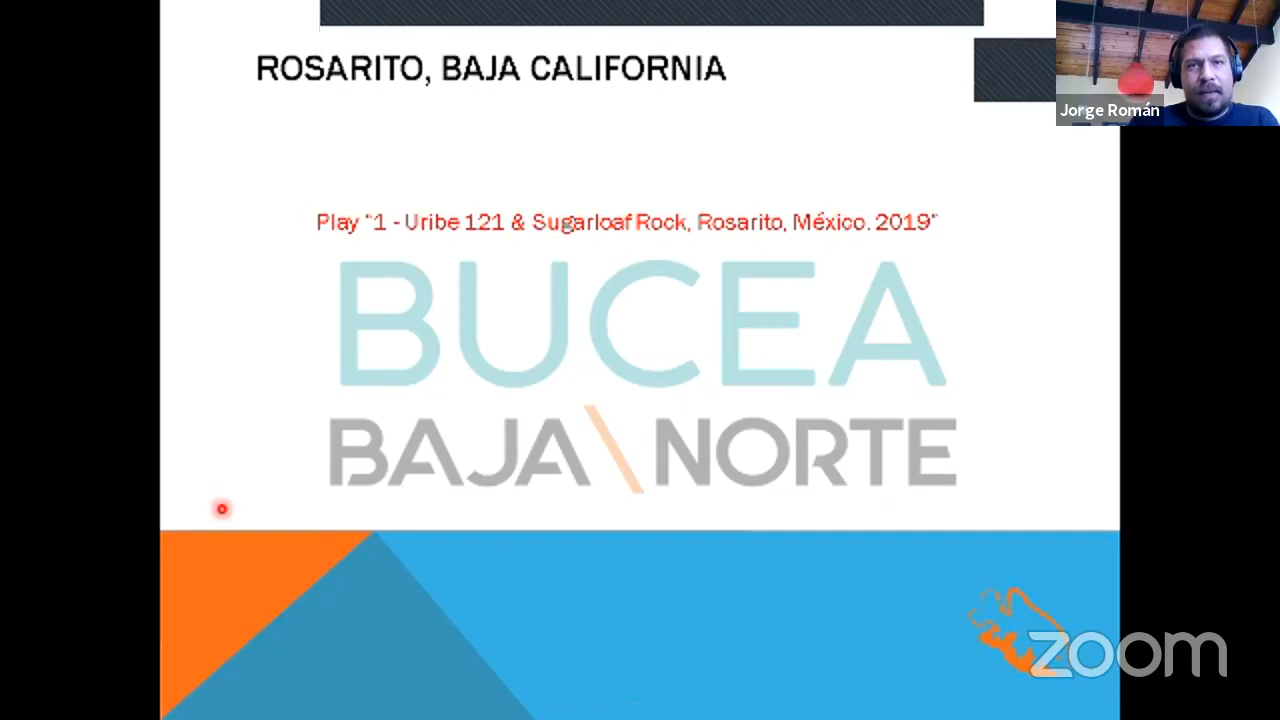 ROSARITO, BAJA CALIFORNIA
Jorge Román
Play "1 - Uribe 121 & Sugarloaf Rock, Rosarito, México. 2019"
BUCEA
BAJA\NORTE
zoom